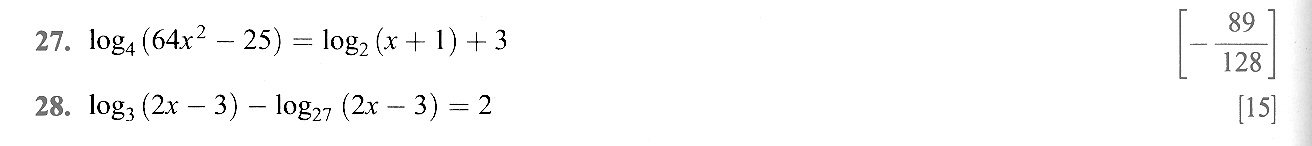 27. log₄ (64x² − 25) = log₂ (x + 1) + 3 [− 89/128]
28. log₃ (2x − 3) − log₂₇ (2x − 3) = 2 [15]